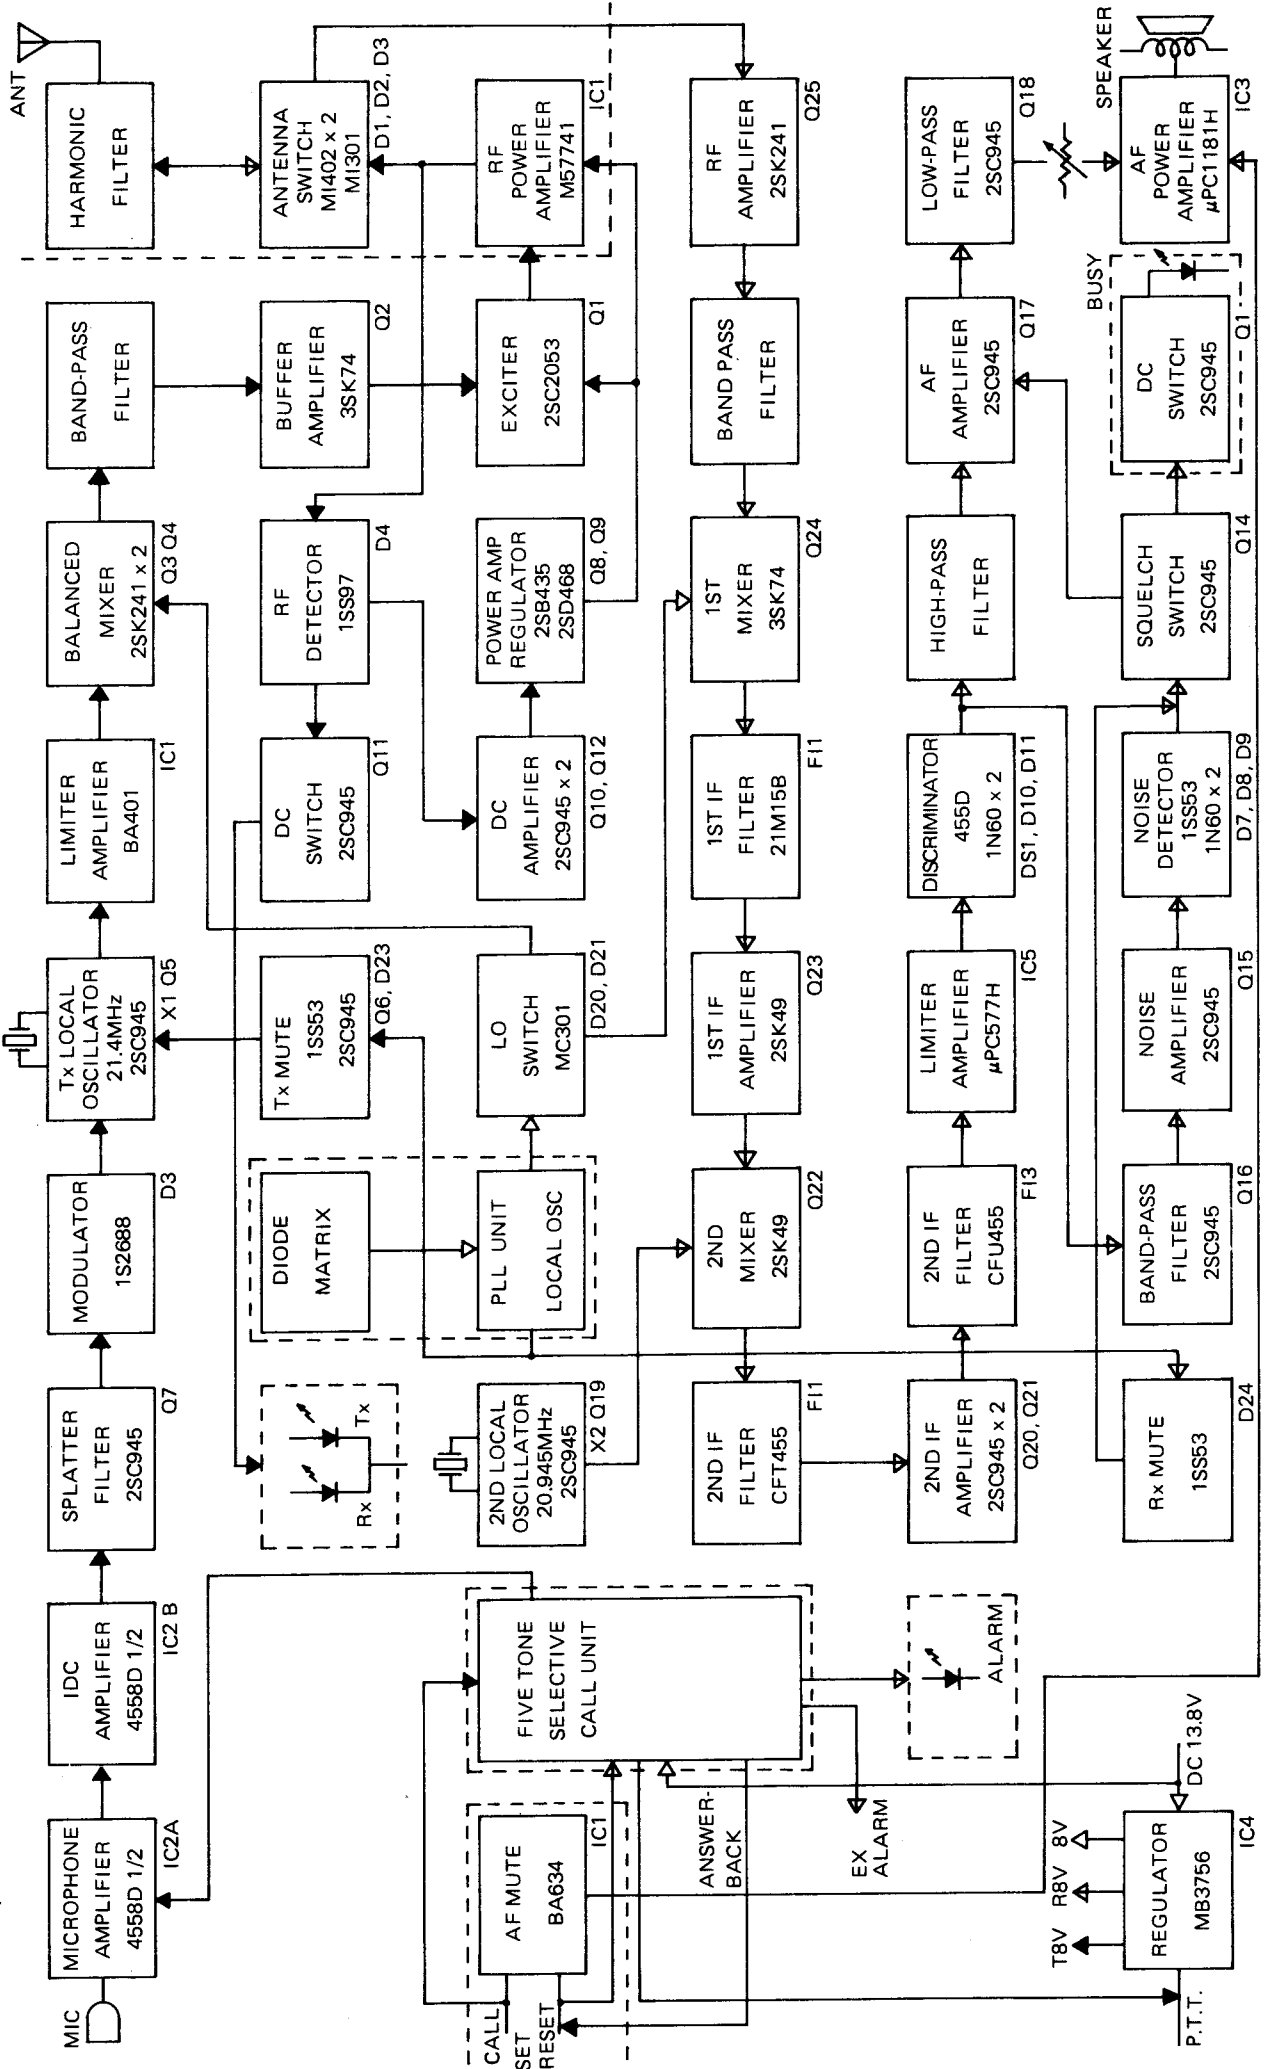 MIC
MICROPHONE
AMPLIFIER
4558D 1/2
IC2A
IDC
AMPLIFIER
4558D 1/2
IC2 B
SPLATTER
FILTER
2SC945
Q7
MODULATOR
1S2688
D3
Tx LOCAL
OSCILLATOR
21.4MHz
2SC945
X1 Q5
LIMITER
AMPLIFIER
BA401
IC1
BALANCED
MIXER
2SK241 x 2
Q3 Q4
BAND-PASS
FILTER
HARMONIC
FILTER
ANT
Rx
Tx
DIODE
MATRIX
Tx MUTE
1SS53
2SC945
Q6, D23
DC
SWITCH
2SC945
Q11
RF
DETECTOR
1SS97
D4
BUFFER
AMPLIFIER
3SK74
Q2
ANTENNA
SWITCH
MI402 x 2
MI301
D1, D2, D3
CALL
SET
RESET
AF MUTE
BA634
IC1
FIVE TONE
SELECTIVE
CALL UNIT
2ND LOCAL
OSCILLATOR
20.945MHz
2SC945
X2 Q19
PLL UNIT
LOCAL OSC
LO
SWITCH
MC301
D20, D21
DC
AMPLIFIER
2SC945 x 2
Q10, Q12
POWER AMP
REGULATOR
2SB435
2SD468
Q8, Q9
EXCITER
2SC2053
Q1
RF
POWER
AMPLIFIER
M57741
IC1
ANSWER-
BACK
EX
ALARM
2ND IF
FILTER
CFT455
FI1
2ND
MIXER
2SK49
Q22
1ST IF
AMPLIFIER
2SK49
Q23
1ST IF
FILTER
21M15B
FI1
1ST
MIXER
3SK74
Q24
BAND PASS
FILTER
RF
AMPLIFIER
2SK241
Q25
ALARM
2ND IF
AMPLIFIER
2SC945 x 2
Q20, Q21
2ND IF
FILTER
CFU455
FI3
LIMITER
AMPLIFIER
μPC577H
IC5
DISCRIMINATOR
455D
1N60 x 2
DS1, D10, D11
HIGH-PASS
FILTER
AF
AMPLIFIER
2SC945
Q17
LOW-PASS
FILTER
2SC945
Q18
T8V
R8V
8V
DC 13.8V
P.T.T.
REGULATOR
MB3756
IC4
Rx MUTE
1SS53
D24
BAND-PASS
FILTER
2SC945
Q16
NOISE
AMPLIFIER
2SC945
Q15
NOISE
DETECTOR
1SS53
1N60 x 2
D7, D8, D9
SQUELCH
SWITCH
2SC945
Q14
BUSY
DC
SWITCH
2SC945
Q1
SPEAKER
AF
POWER
AMPLIFIER
μPC1181H
IC3